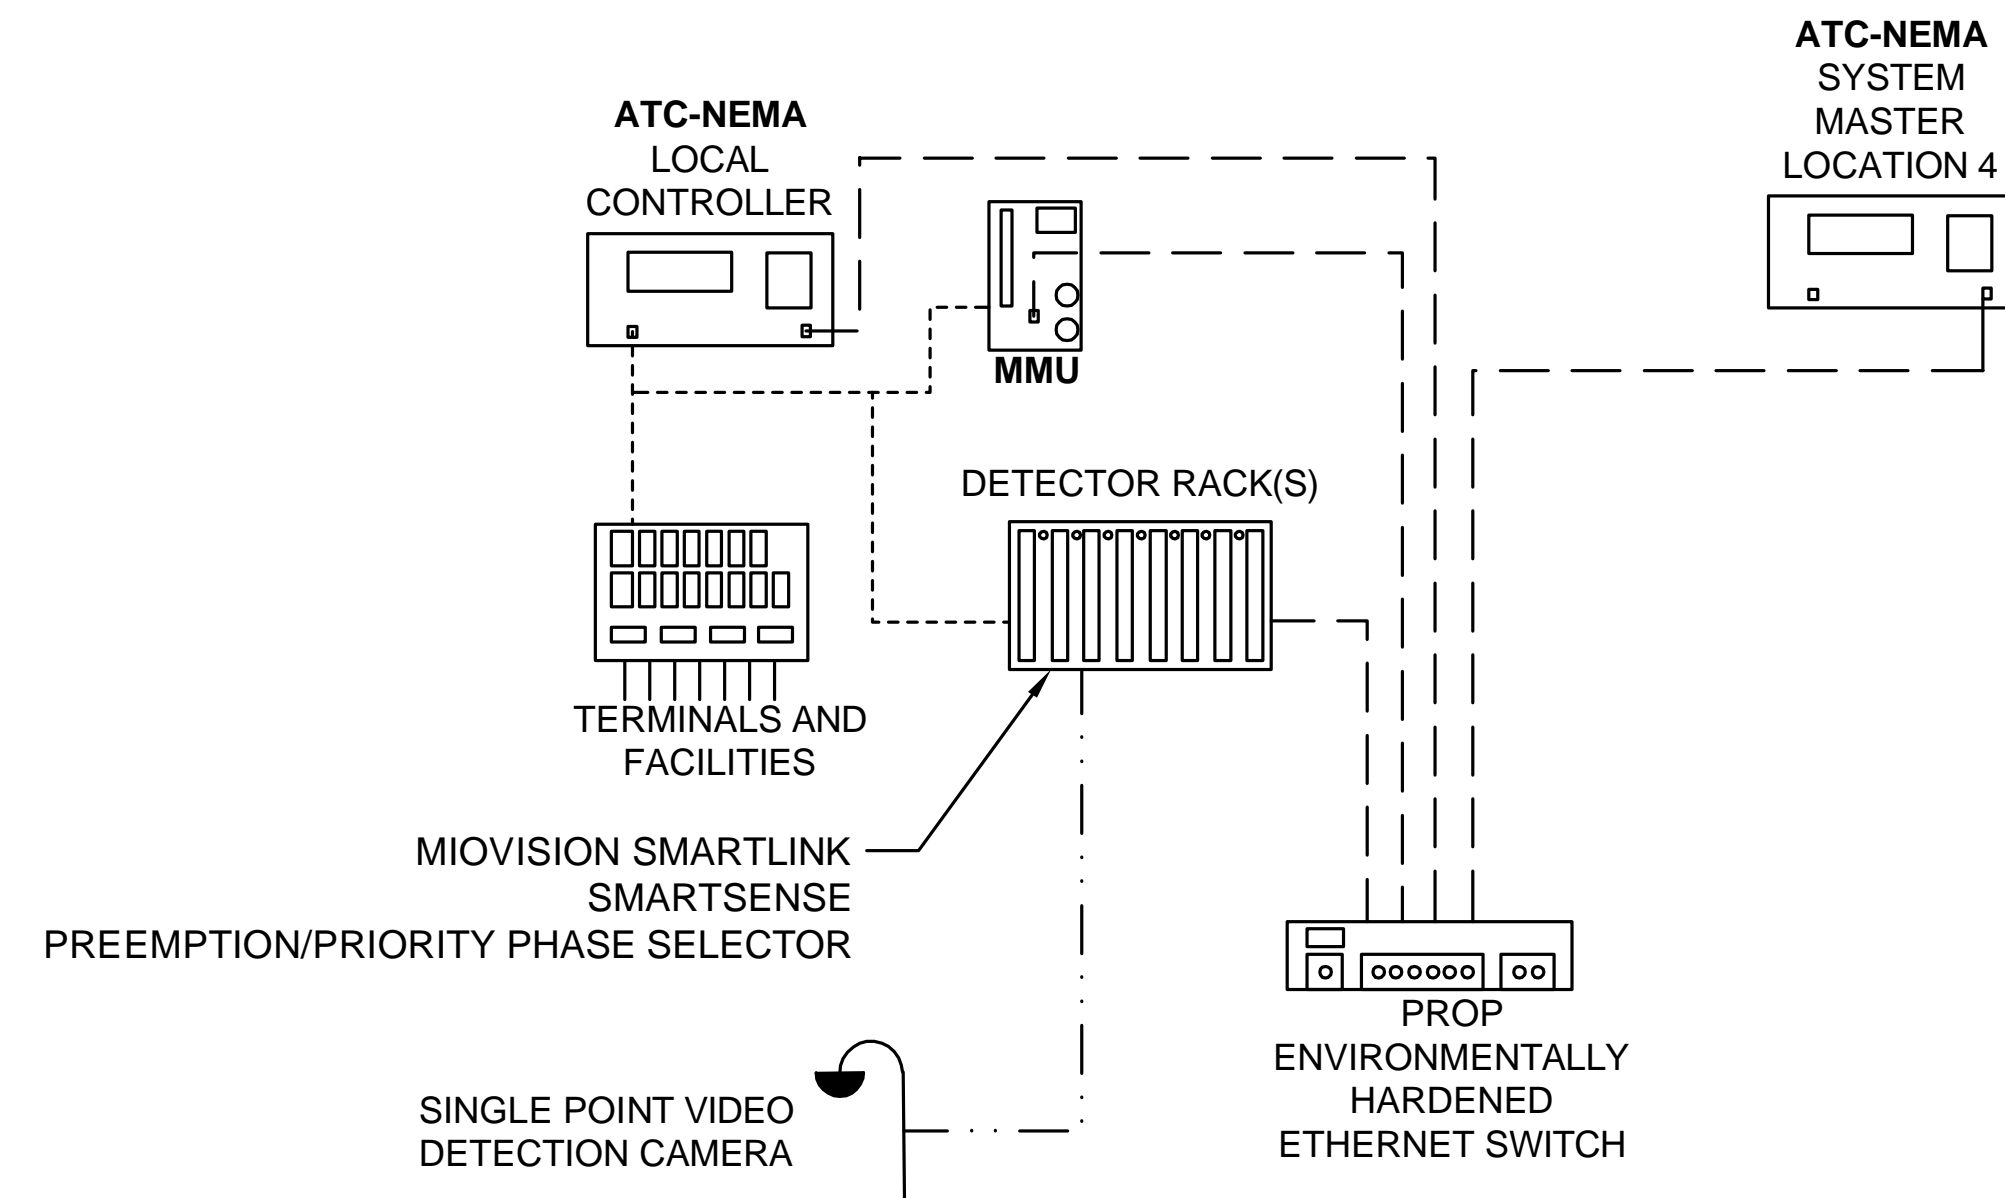 ATC-NEMA
SYSTEM
MASTER
LOCATION 4
ATC-NEMA
LOCAL
CONTROLLER
MMU
DETECTOR RACK(S)
TERMINALS AND
FACILITIES
MIOVISION SMARTLINK
SMARTSENSE
PREEMPTION/PRIORITY PHASE SELECTOR
PROP
ENVIRONMENTALLY
HARDENED
ETHERNET SWITCH
SINGLE POINT VIDEO
DETECTION CAMERA